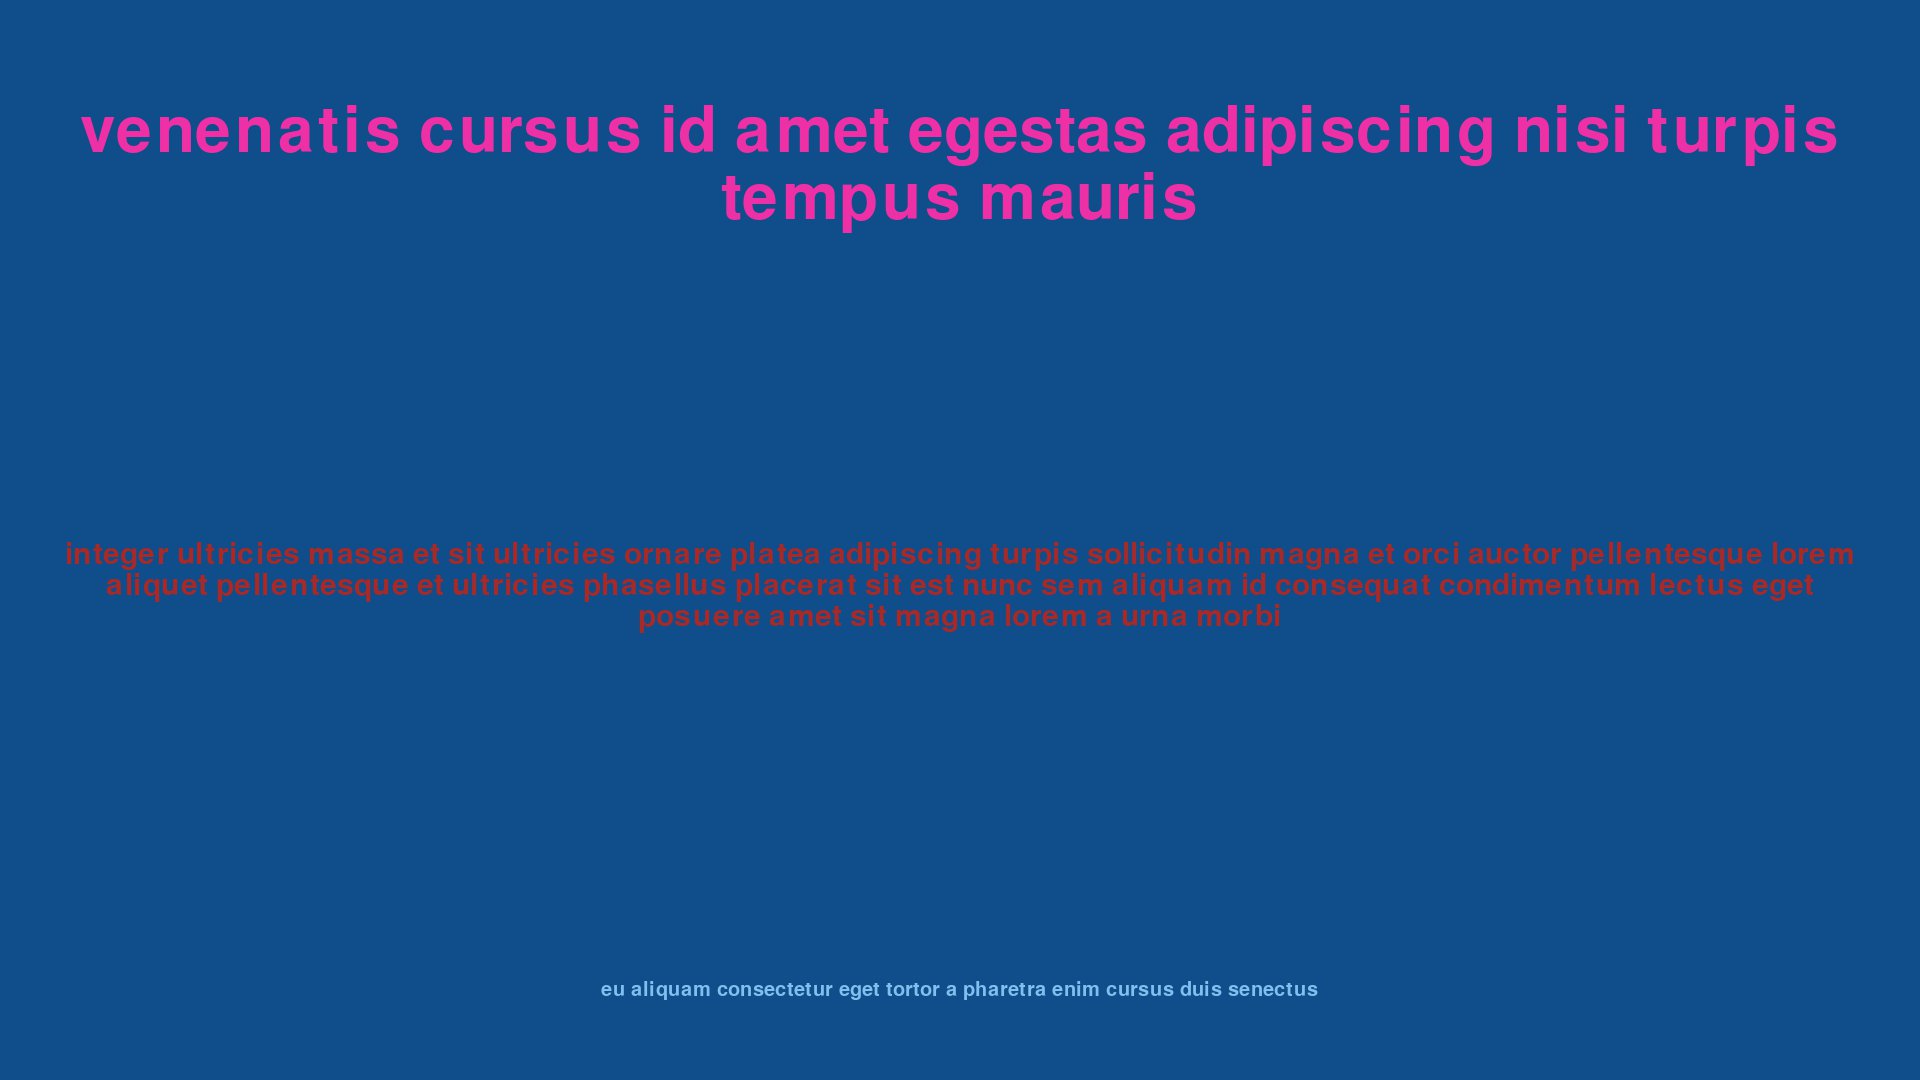 venenatis cursus id amet egestas adipiscing nisi turpis
tempus mauris
integer ultricies massa et sit ultricies ornare platea adipiscing turpis sollicitudin magna et orci auctor pellentesque lorem
aliquet pellentesque et ultricies phasellus placerat sit est nunc sem aliquam id consequat condimentum lectus eget
posuere amet sit magna lorem a urna morbi
eu aliquam consectetur eget tortor a pharetra enim cursus duis senectus